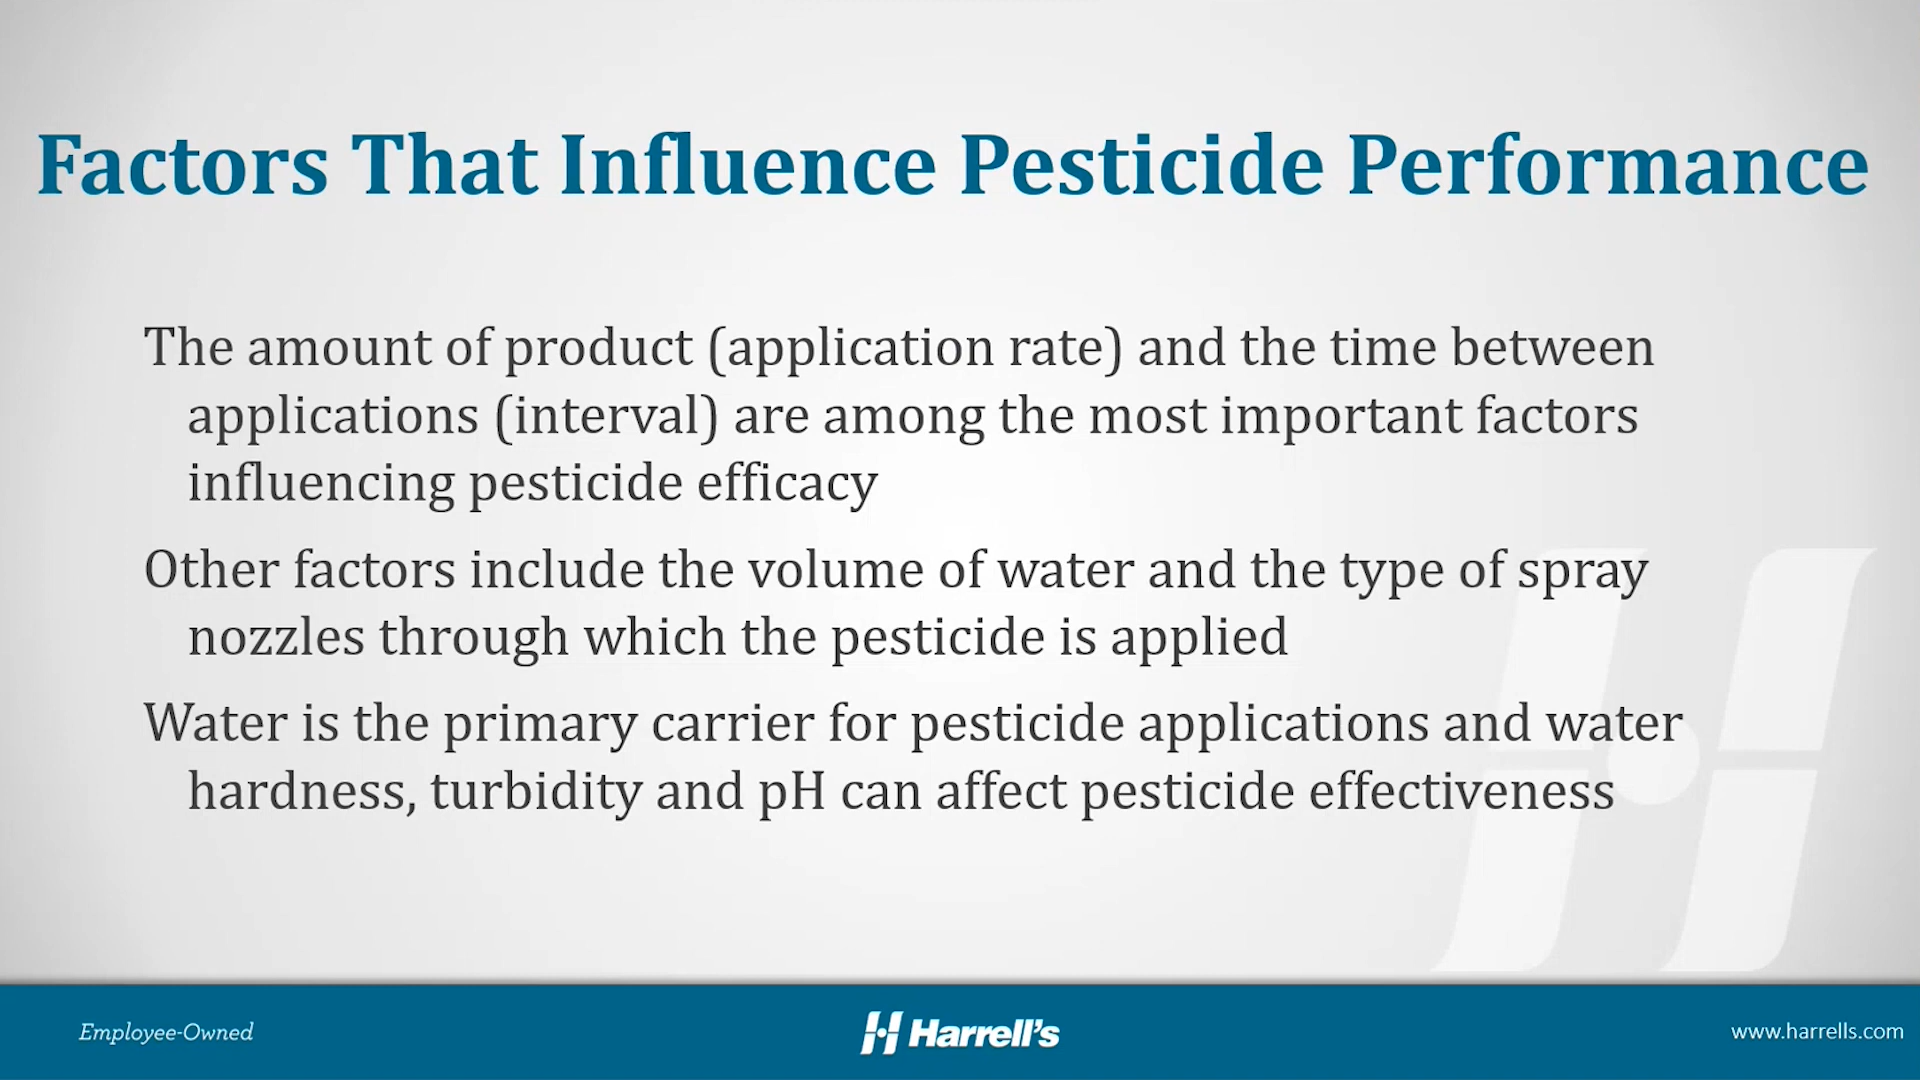 Factors That Influence Pesticide Performance
The amount of product (application rate) and the time between
applications (interval) are among the most important factors
influencing pesticide efficacy
Other factors include the volume of water and the type of spray
nozzles through which the pesticide is applied
Water is the primary carrier for pesticide applications and water
hardness, turbidity and pH can affect pesticide effectiveness
Employee-Owned
Harrell's
www.harrells.com